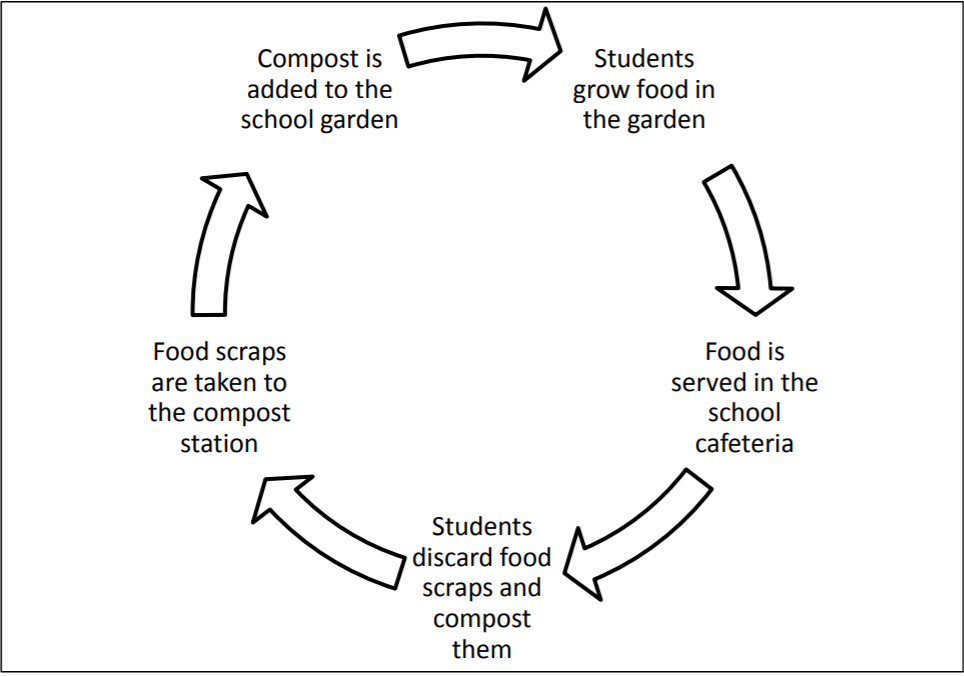 Compost is
added to the
school garden
Students
grow food in
the garden
Food is
served in the
school
cafeteria
Students
discard food
scraps and
compost
them
Food scraps
are taken to
the compost
station